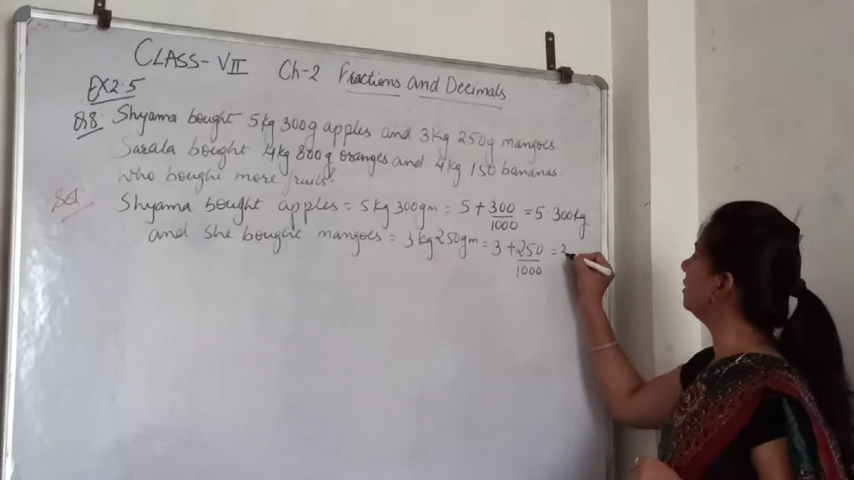 CLASS-VII Ch-2 Fractions and Decimals
EX2.5
Q8. Shyama bought 5kg 300g apples and 3kg 250g mangoes.
Sarala bought 4kg 800g oranges and 4kg 150 bananas.
Who bought more fruits.
Sol. Shyama bought apples = 5kg 300gm = 5 + 300/1000 = 5.300kg
and she bought mangoes = 3kg 250gm = 3 + 250/1000 = 3